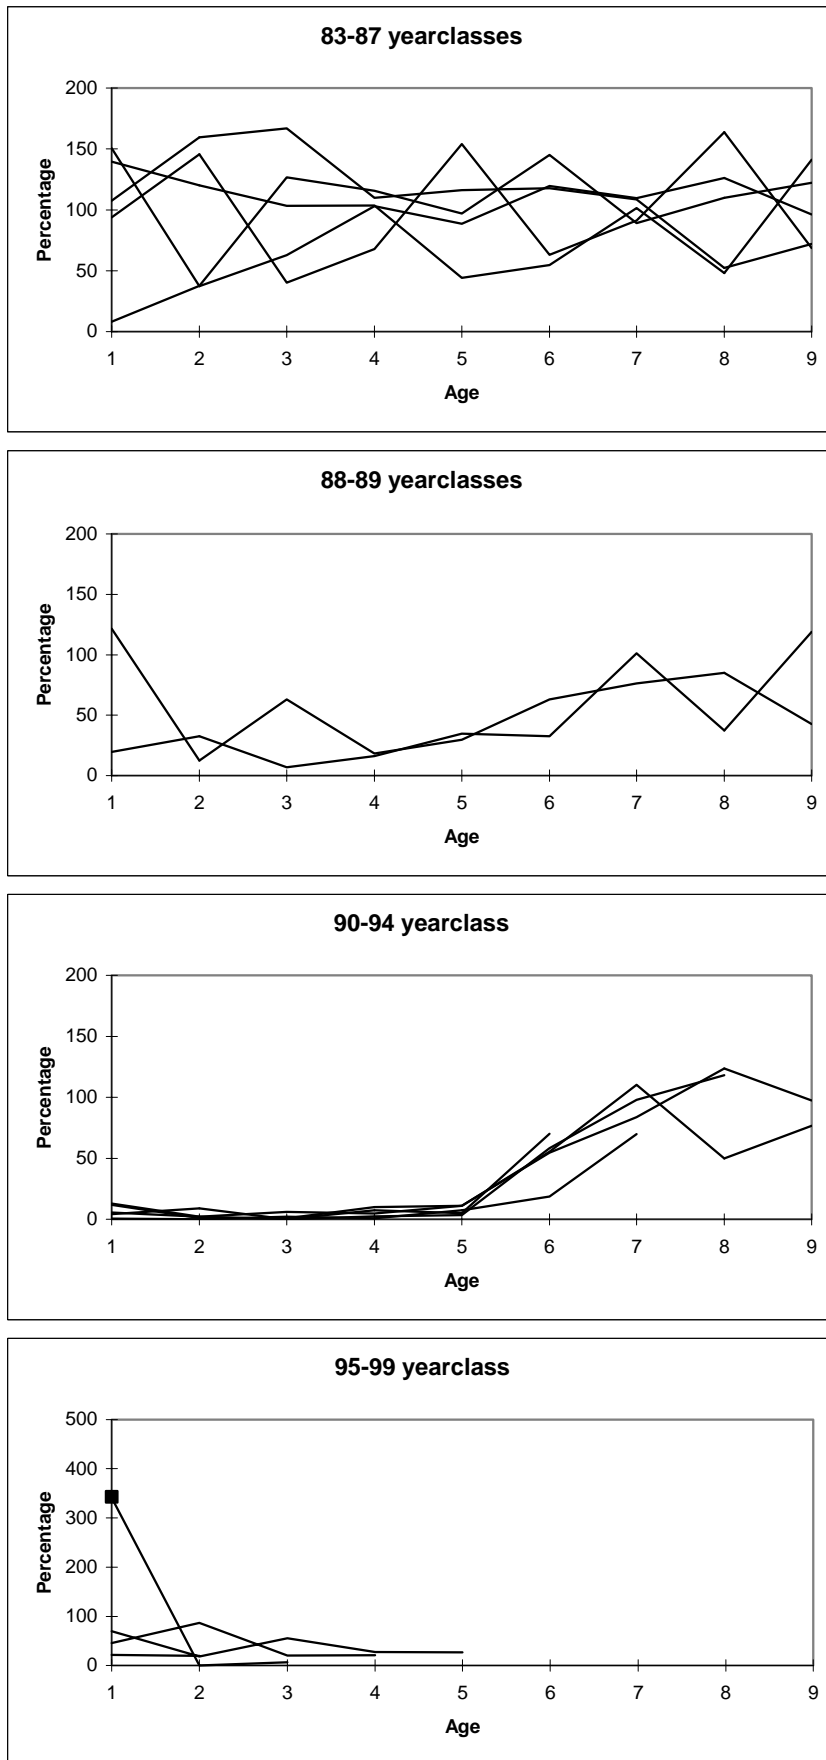 83-87 yearclasses
200
150
100
50
0
Percentage
1 2 3 4 5 6 7 8 9
Age
88-89 yearclasses
200
150
100
50
0
Percentage
1 2 3 4 5 6 7 8 9
Age
90-94 yearclass
200
150
100
50
0
Percentage
1 2 3 4 5 6 7 8 9
Age
95-99 yearclass
500
400
300
200
100
0
Percentage
1 2 3 4 5 6 7 8 9
Age